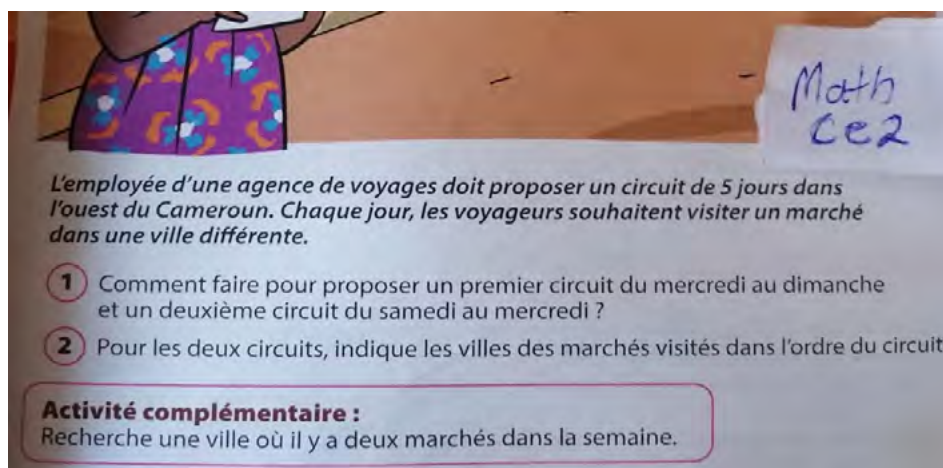 Math
Ce2
L'employée d'une agence de voyages doit proposer un circuit de 5 jours dans
l'ouest du Cameroun. Chaque jour, les voyageurs souhaitent visiter un marché
dans une ville différente.
1 Comment faire pour proposer un premier circuit du mercredi au dimanche
et un deuxième circuit du samedi au mercredi ?
2 Pour les deux circuits, indique les villes des marchés visités dans l'ordre du circuit
Activité complémentaire :
Recherche une ville où il y a deux marchés dans la semaine.